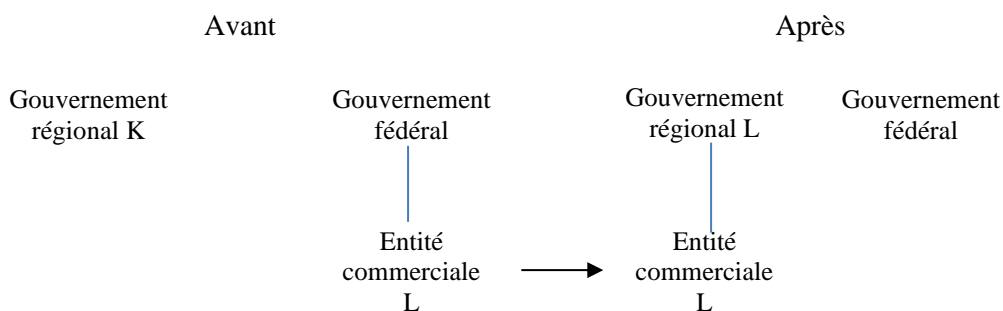 Avant
Après
Gouvernement
régional K
Gouvernement
fédéral
Gouvernement
régional L
Gouvernement
fédéral
Entité
commerciale
L
Entité
commerciale
L